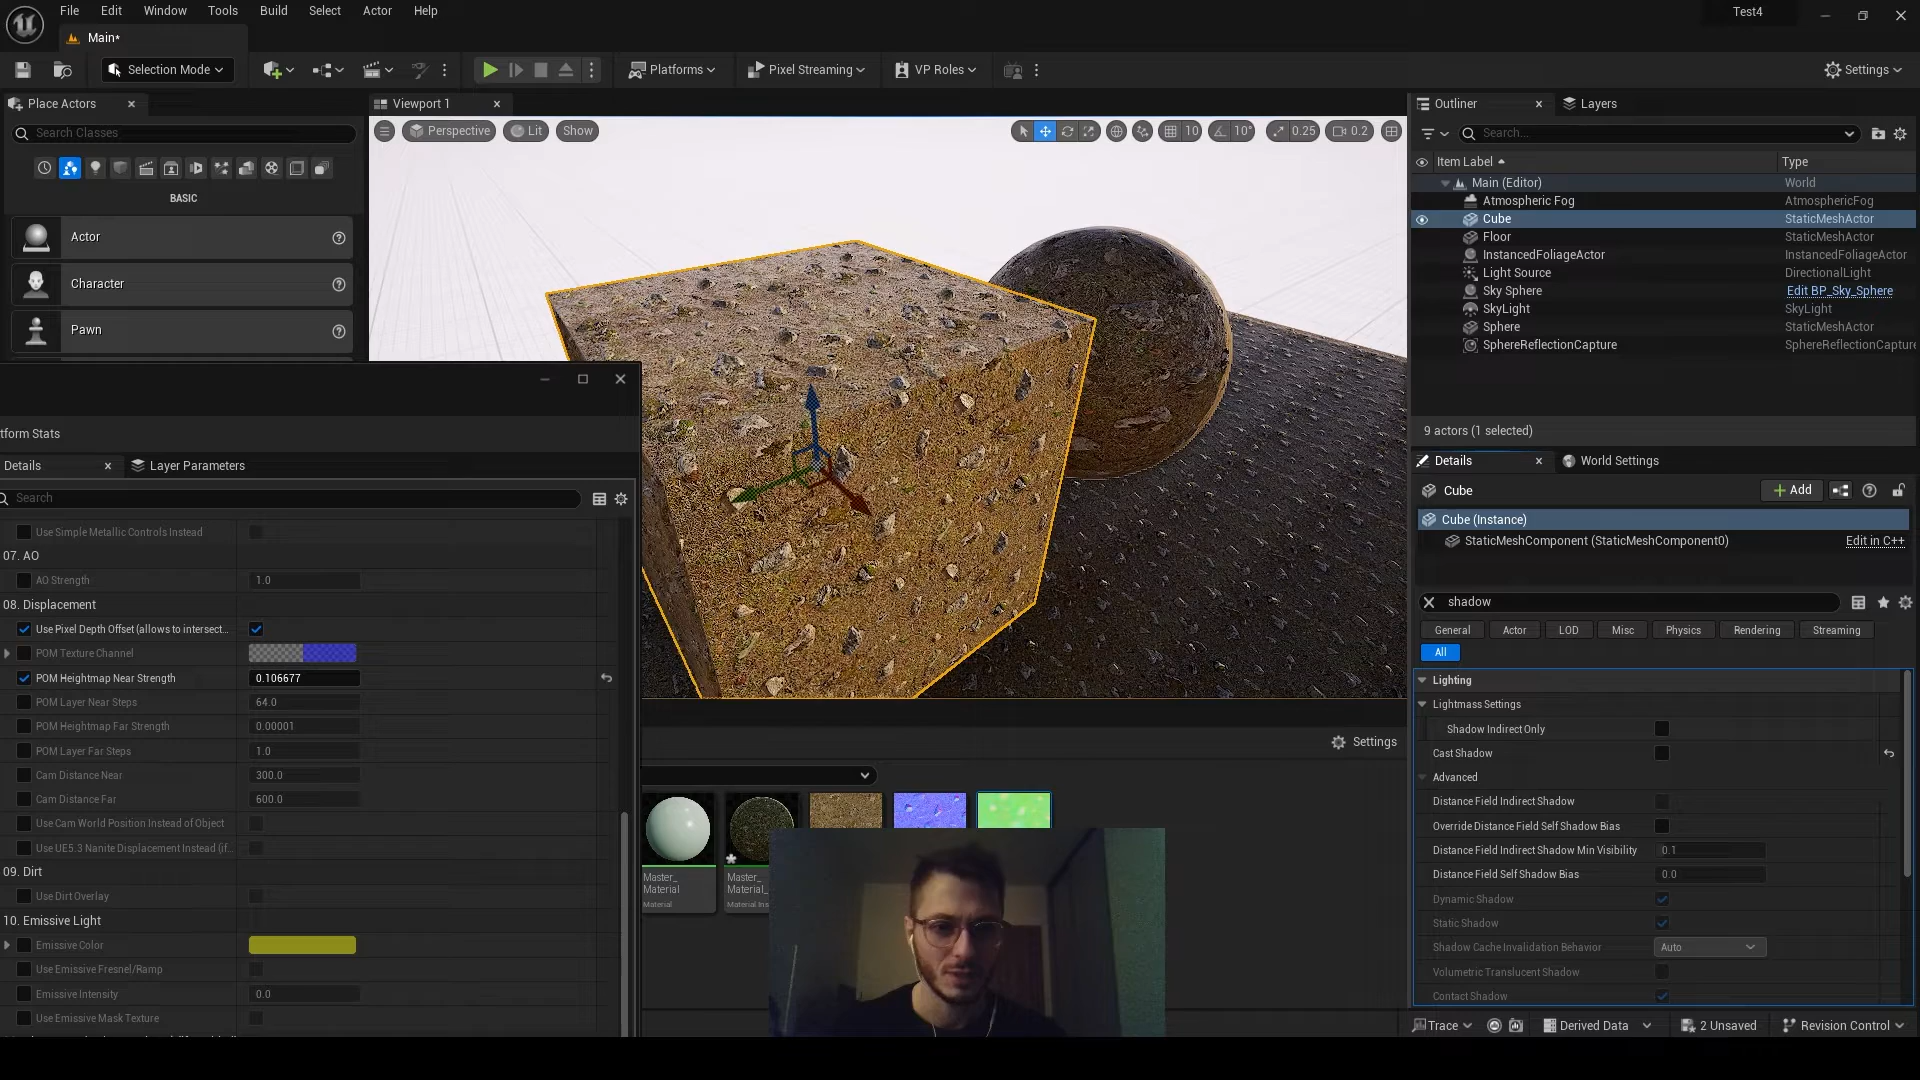 File Edit Window Tools Build Select Actor Help
Test4
Main*
Selection Mode
Platforms
Pixel Streaming
VP Roles
Settings
Place Actors
Search Classes
BASIC
Actor
Character
Pawn
Viewport 1
Perspective
Lit
Show
10
10°
0.25
0.2
Outliner
Layers
Search...
Item Label
Type
Main (Editor) World
Atmospheric Fog AtmosphericFog
Cube StaticMeshActor
Floor StaticMeshActor
InstancedFoliageActor InstancedFoliageActor
Light Source DirectionalLight
Sky Sphere Edit BP_Sky_Sphere
SkyLight SkyLight
Sphere StaticMeshActor
SphereReflectionCapture SphereReflectionCapture
9 actors (1 selected)
tform Stats
Details
Layer Parameters
Search
Use Simple Metallic Controls Instead
07. AO
AO Strength 1.0
08. Displacement
Use Pixel Depth Offset (allows to intersect...
POM Texture Channel
POM Heightmap Near Strength 0.106677
POM Layer Near Steps 64.0
POM Heightmap Far Strength 0.00001
POM Layer Far Steps 1.0
Cam Distance Near 300.0
Cam Distance Far 600.0
Use Cam World Position Instead of Object
Use UE5.3 Nanite Displacement Instead (if...
09. Dirt
Use Dirt Overlay
10. Emissive Light
Emissive Color
Use Emissive Fresnel/Ramp
Emissive Intensity 0.0
Use Emissive Mask Texture
Settings
Master_
Material
Material
Master_
Material_
Material Ins
Details
World Settings
Cube
Add
Cube (Instance)
StaticMeshComponent (StaticMeshComponent0) Edit in C++
shadow
General Actor LOD Misc Physics Rendering Streaming
All
Lighting
Lightmass Settings
Shadow Indirect Only
Cast Shadow
Advanced
Distance Field Indirect Shadow
Override Distance Field Self Shadow Bias
Distance Field Indirect Shadow Min Visibility 0.1
Distance Field Self Shadow Bias 0.0
Dynamic Shadow
Static Shadow
Shadow Cache Invalidation Behavior Auto
Volumetric Translucent Shadow
Contact Shadow
Trace
Derived Data
2 Unsaved
Revision Control